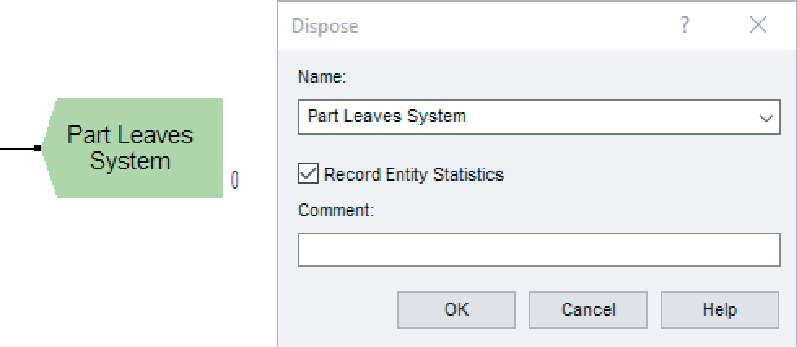 Part Leaves
System
0
Dispose
?
Name:
Part Leaves System
Record Entity Statistics
Comment:
OK
Cancel
Help